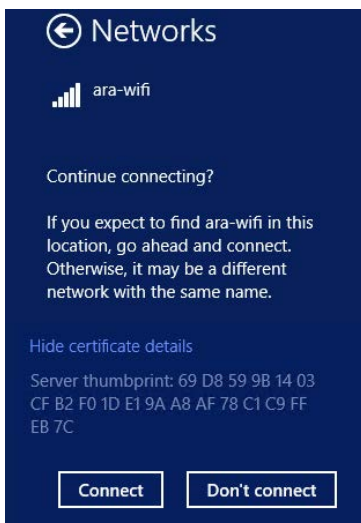 Networks
ara-wifi
Continue connecting?
If you expect to find ara-wifi in this
location, go ahead and connect.
Otherwise, it may be a different
network with the same name.
Hide certificate details
Server thumbprint: 69 D8 59 9B 14 03
CF B2 F0 1D E1 9A A8 AF 78 C1 C9 FF
EB 7C
Connect Don't connect